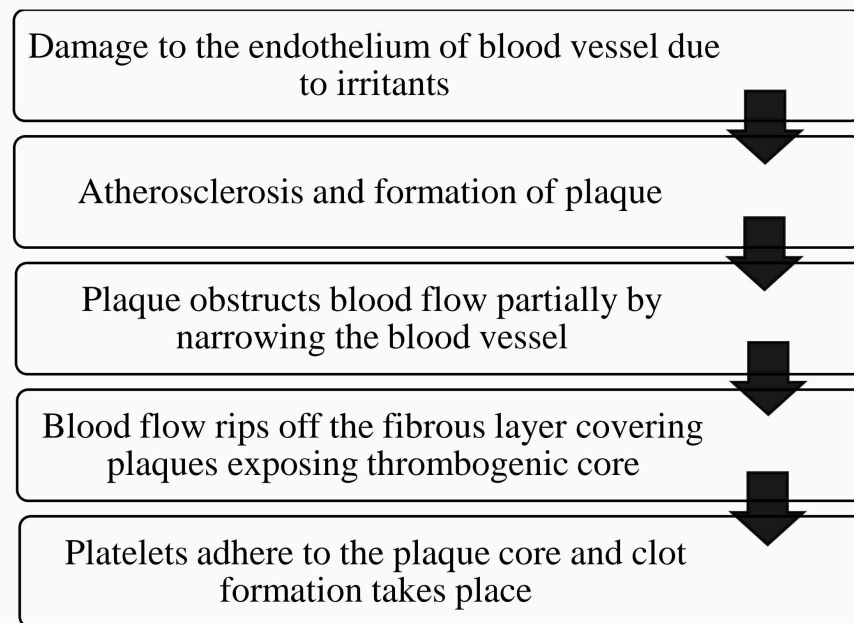 Damage to the endothelium of blood vessel due
to irritants
Atherosclerosis and formation of plaque
Plaque obstructs blood flow partially by
narrowing the blood vessel
Blood flow rips off the fibrous layer covering
plaques exposing thrombogenic core
Platelets adhere to the plaque core and clot
formation takes place